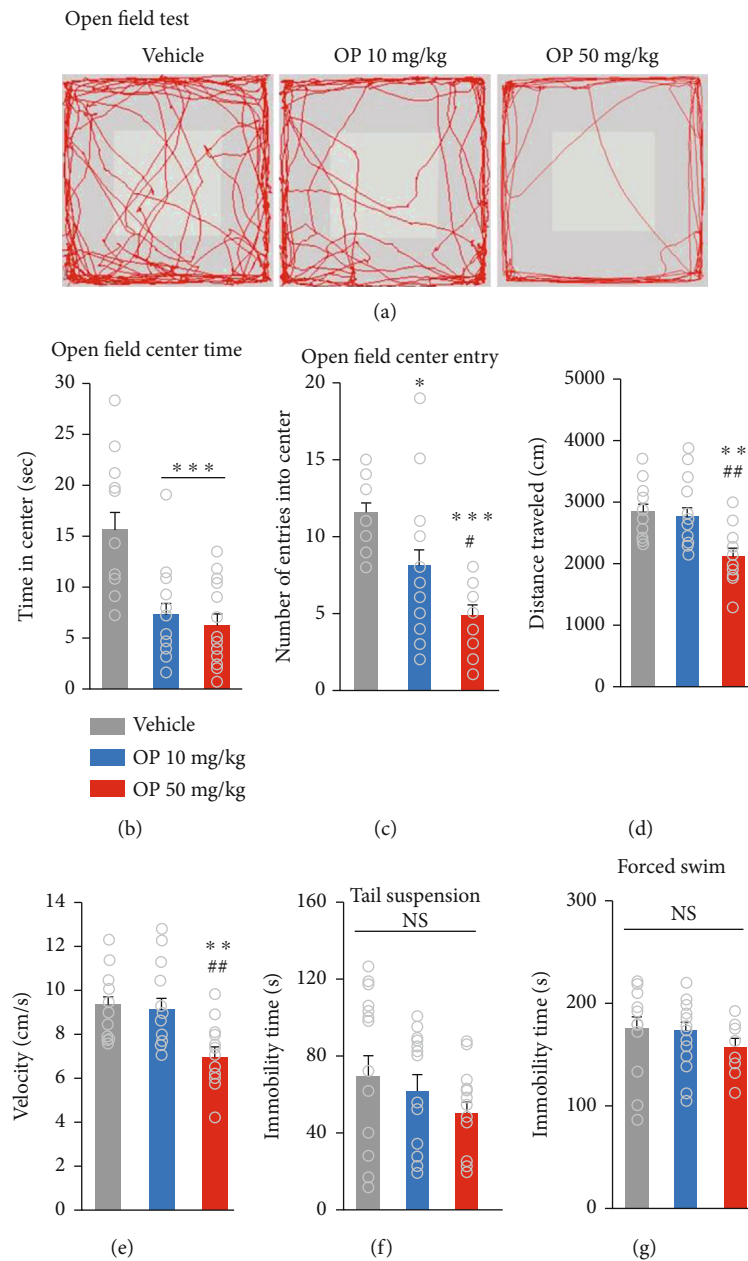 Open field test
Vehicle OP 10 mg/kg OP 50 mg/kg
(a)
Open field center time
Time in center (sec)
30
25
20
15
10
5
0
***
Vehicle
OP 10 mg/kg
OP 50 mg/kg
(b)
Open field center entry
Number of entries into center
20
15
10
5
0
*
***
#
(c)
Distance traveled (cm)
5000
4000
3000
2000
1000
0
**
##
(d)
Velocity (cm/s)
14
12
10
8
6
4
2
0
**
##
(e)
Tail suspension
NS
Immobility time (s)
160
120
80
40
0
(f)
Forced swim
NS
Immobility time (s)
300
200
100
0
(g)